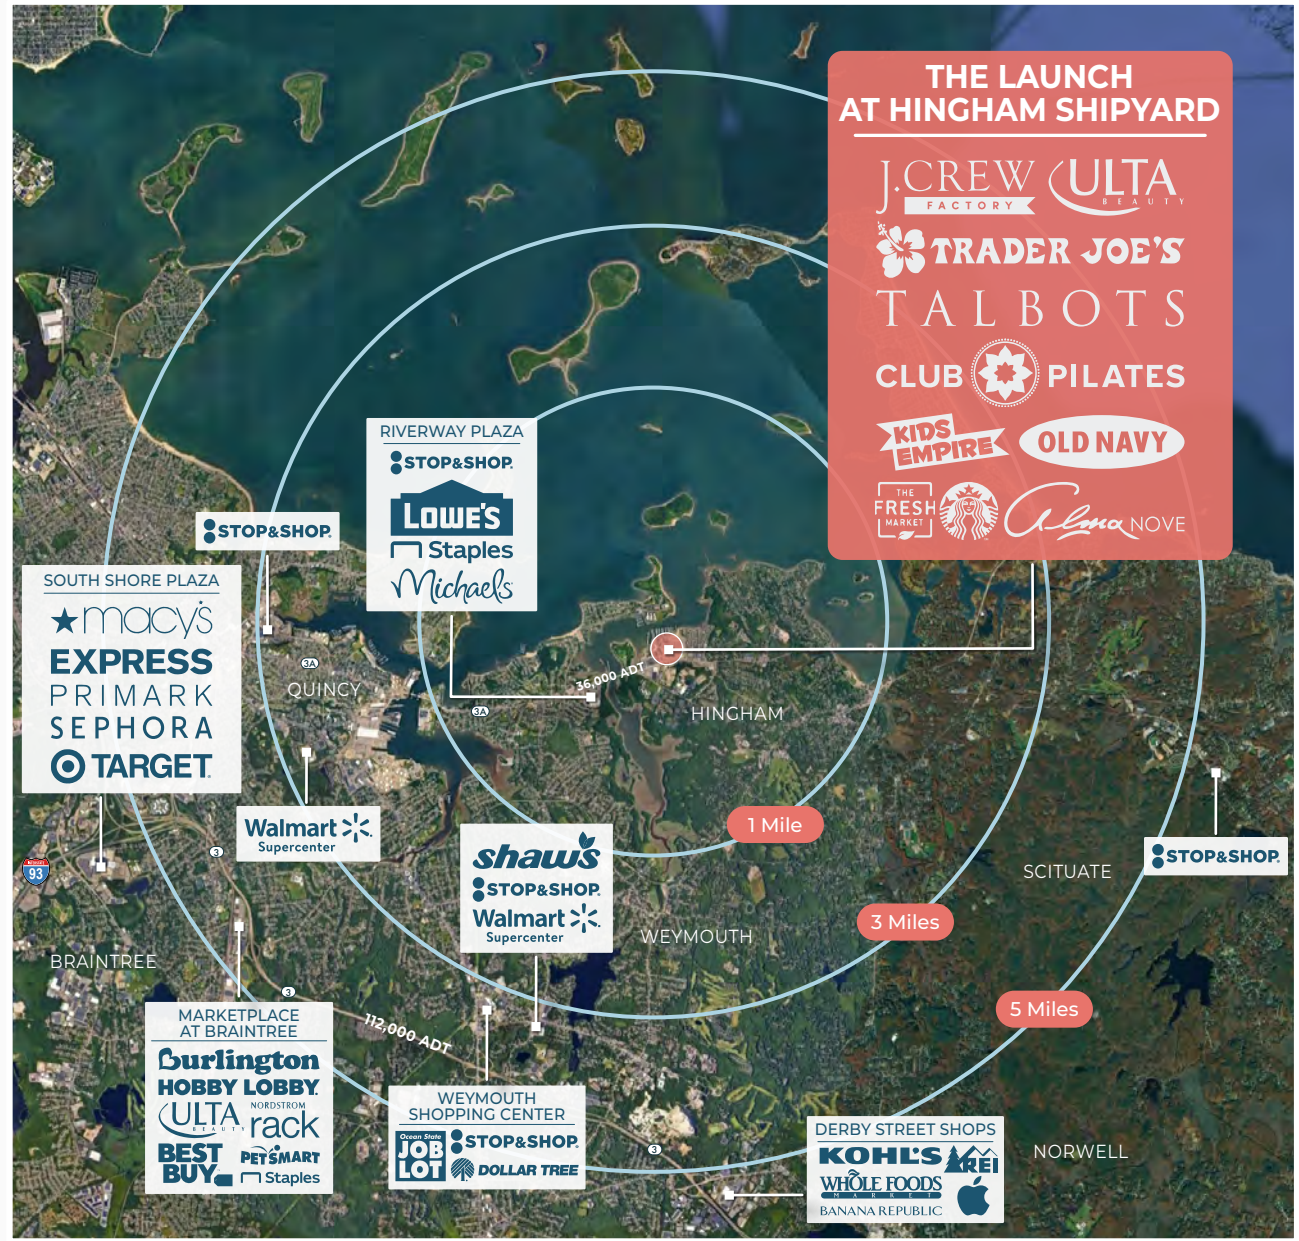 THE LAUNCH
AT HINGHAM SHIPYARD
J.CREW
FACTORY
ULTA
BEAUTY
TRADER JOE'S
TALBOTS
CLUB PILATES
KIDS
EMPIRE
OLD NAVY
THE
FRESH
MARKET
Alma NOVE
RIVERWAY PLAZA
STOP&SHOP.
LOWE'S
Staples
Michaels
STOP&SHOP.
SOUTH SHORE PLAZA
macy's
EXPRESS
PRIMARK
SEPHORA
TARGET.
3A
QUINCY
36,000 ADT
3A
HINGHAM
Walmart
Supercenter
1 Mile
3
93
shaw's
STOP&SHOP.
Walmart
Supercenter
STOP&SHOP.
SCITUATE
3 Miles
WEYMOUTH
BRAINTREE
3
5 Miles
MARKETPLACE
AT BRAINTREE
Burlington
HOBBY LOBBY.
ULTA
BEAUTY
NORDSTROM
rack
BEST
BUY
PETSMART
Staples
112,000 ADT
WEYMOUTH
SHOPPING CENTER
Ocean State
JOB
LOT
STOP&SHOP.
DOLLAR TREE
3
DERBY STREET SHOPS
KOHL'S
REI
WHOLE FOODS
MARKET
BANANA REPUBLIC
NORWELL